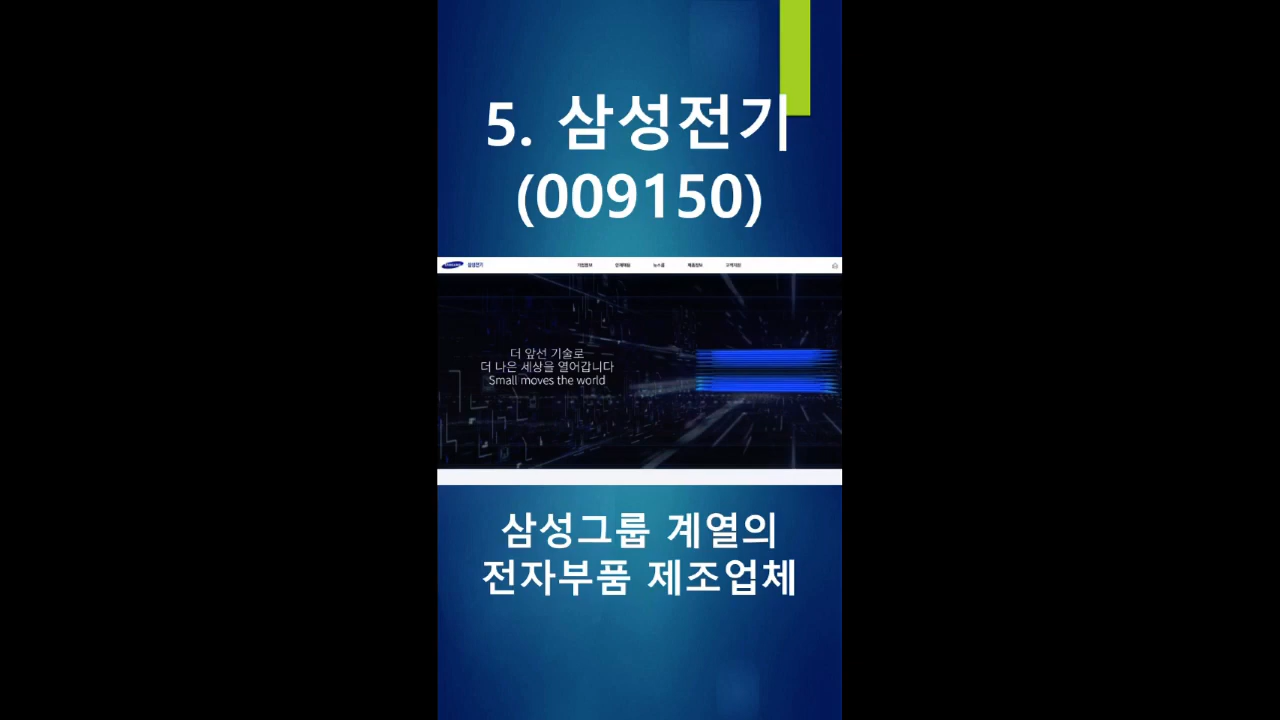 5. 삼성전기
(009150)
SAMSUNG 삼성전기
더 앞선 기술로
더 나은 세상을 열어갑니다
Small moves the world
삼성그룹 계열의
전자부품 제조업체